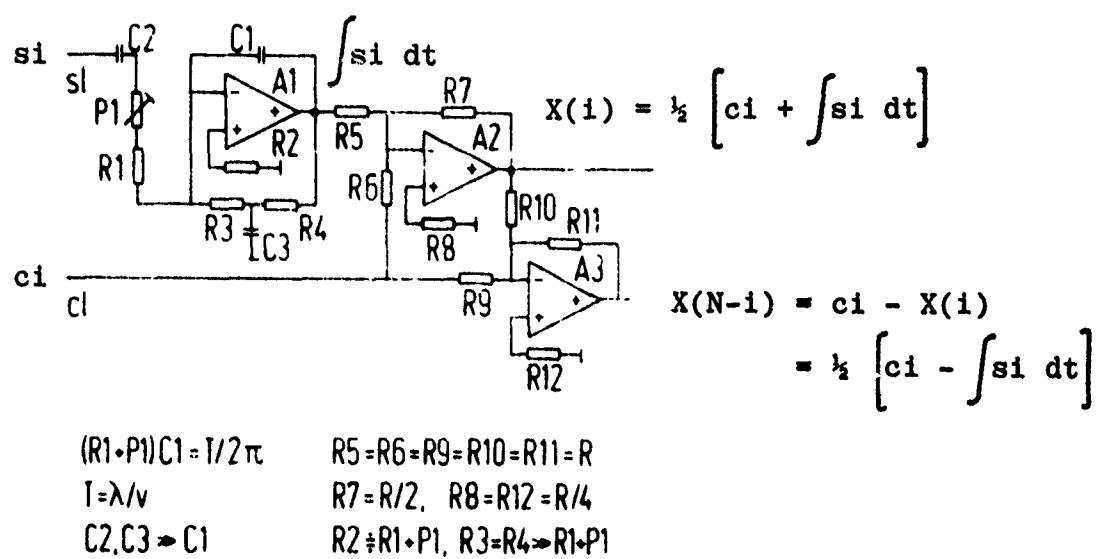 si
sl
C2
P1
R1
C1
A1
R2
R3
C3
R4
∫si dt
R5
R6
R7
A2
R8
X(i) = ½ [ci + ∫si dt]
ci
cl
R9
R10
R11
A3
R12
X(N-i) = ci - X(i)
= ½ [ci - ∫si dt]
(R1+P1)C1=T/2π
T=λ/v
C2,C3 ≫ C1
R5=R6=R9=R10=R11=R
R7=R/2, R8=R12=R/4
R2≑R1+P1, R3=R4≫R1+P1